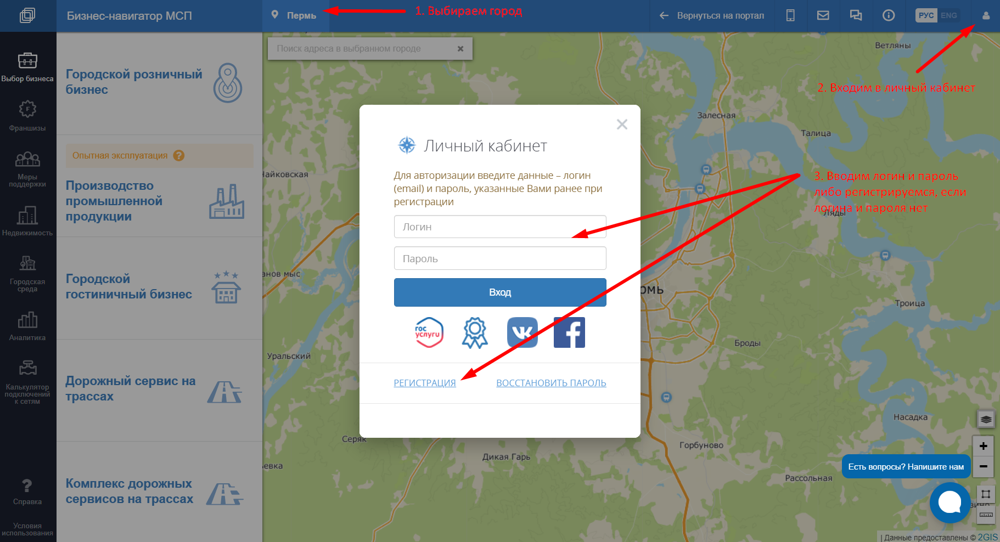 Бизнес-навигатор МСП
Пермь
1. Выбираем город
Вернуться на портал
РУС ENG
Выбор бизнеса
Франшизы
Меры
поддержки
Недвижимость
Городская
среда
Аналитика
Калькулятор
подключений
к сетям
Справка
Условия
использования
Городской розничный
бизнес
Опытная эксплуатация ?
Производство
промышленной
продукции
Городской
гостиничный бизнес
Дорожный сервис на
трассах
Комплекс дорожных
сервисов на трассах
Поиск адреса в выбранном городе
2. Входим в личный кабинет
Личный кабинет
Для авторизации введите данные – логин
(email) и пароль, указанные Вами ранее при
регистрации
Логин
Пароль
Вход
гос
услуги
РЕГИСТРАЦИЯ
ВОССТАНОВИТЬ ПАРОЛЬ
3. Вводим логин и пароль
либо регистрируемся, если
логина и пароля нет
Ветляны
Залесная
Талица
Чайковская
Ляды
анов мыс
рмь
Троица
Броды
Уральский
Насадка
Серяк
Горбуново
Дикая Гарь
ьевка
Рассольная
Есть вопросы? Напишите нам
| Данные предоставлены © 2GIS